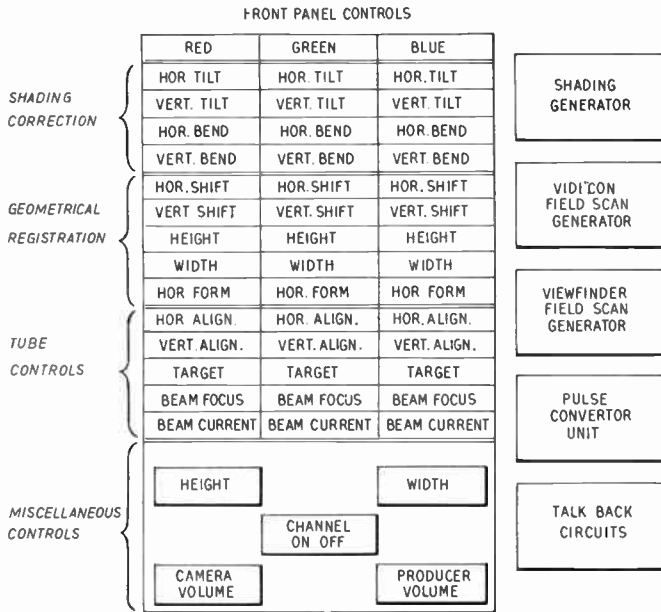 FRONT PANEL CONTROLS
RED GREEN BLUE
SHADING CORRECTION
HOR TILT HOR. TILT HOR. TILT
VERT. TILT VERT. TILT VERT. TILT
HOR. BEND HOR. BEND HOR. BEND
VERT. BEND VERT. BEND VERT. BEND
GEOMETRICAL REGISTRATION
HOR. SHIFT HOR. SHIFT HOR. SHIFT
VERT SHIFT VERT. SHIFT VERT. SHIFT
HEIGHT HEIGHT HEIGHT
WIDTH WIDTH WIDTH
HOR FORM HOR. FORM HOR FORM
TUBE CONTROLS
HOR ALIGN. HOR. ALIGN. HOR. ALIGN.
VERT. ALIGN. VERT. ALIGN. VERT. ALIGN.
TARGET TARGET TARGET
BEAM FOCUS BEAM FOCUS BEAM FOCUS
BEAM CURRENT BEAM CURRENT BEAM CURRENT
MISCELLANEOUS CONTROLS
HEIGHT WIDTH
CHANNEL
ON OFF
CAMERA
VOLUME
PRODUCER
VOLUME
SHADING
GENERATOR
VIDICON
FIELD SCAN
GENERATOR
VIEWFINDER
FIELD SCAN
GENERATOR
PULSE
CONVERTOR
UNIT
TALK BACK
CIRCUITS